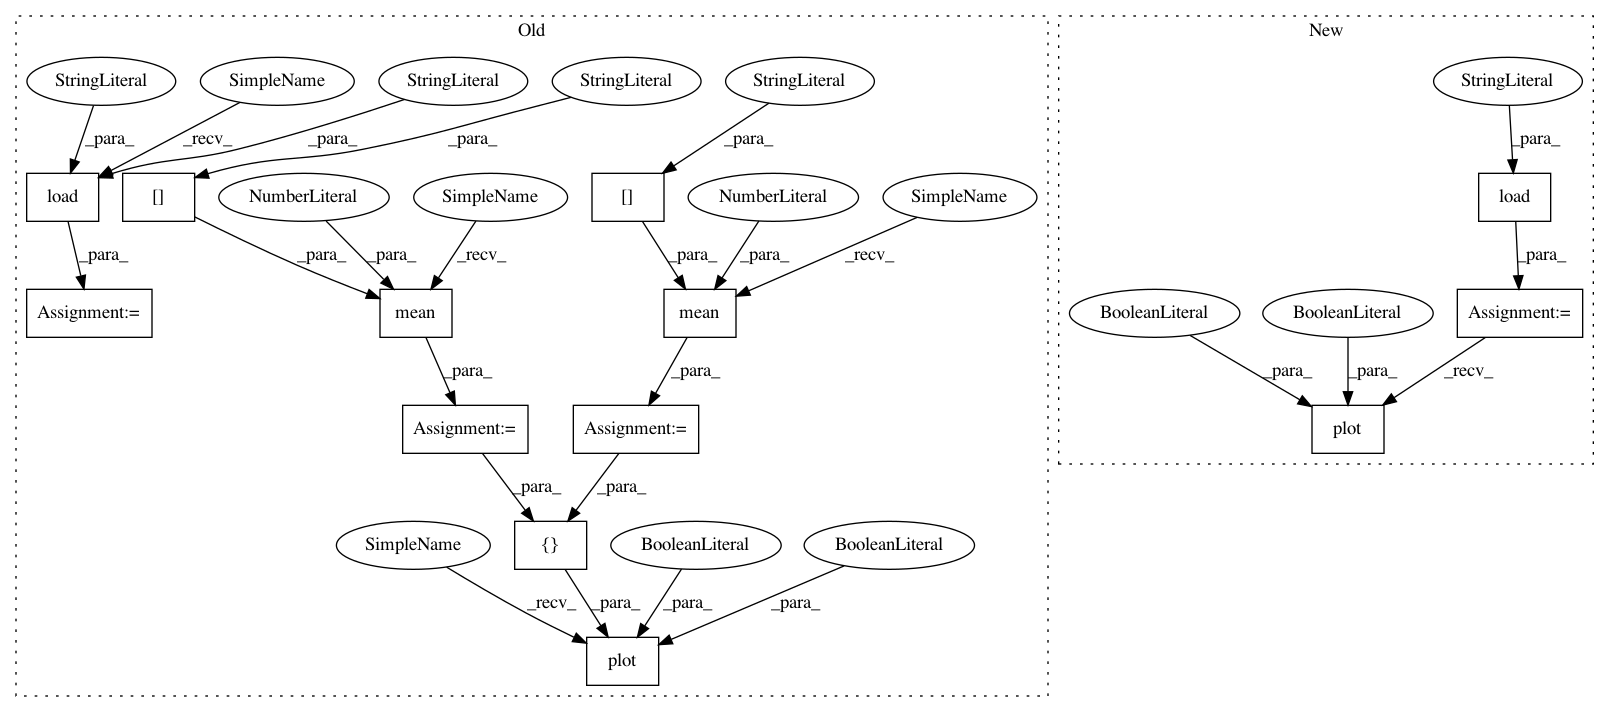 Old
New
StringLiteral
SimpleName
StringLiteral
StringLiteral
StringLiteral
StringLiteral
_para_
_recv_
_para_
_para_
_para_
_para_
load
[]
NumberLiteral
SimpleName
[]
NumberLiteral
SimpleName
load
_para_
_para_
_para_
_recv_
_para_
_para_
_recv_
_para_
Assignment:=
mean
mean
BooleanLiteral
BooleanLiteral
Assignment:=
_para_
_para_
_para_
_para_
_recv_
Assignment:=
Assignment:=
plot
_para_
_para_
SimpleName
{}
BooleanLiteral
BooleanLiteral
_recv_
_para_
_para_
_para_
plot